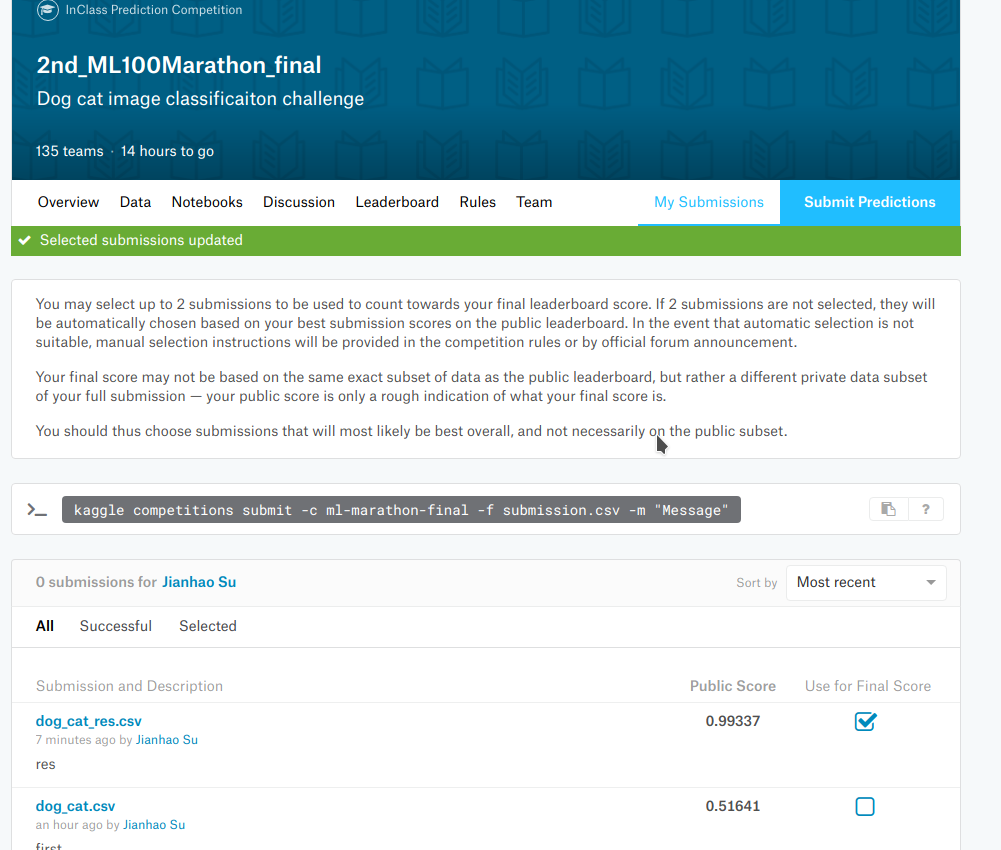 InClass Prediction Competition
2nd_ML100Marathon_final
Dog cat image classificaiton challenge
135 teams · 14 hours to go
Overview Data Notebooks Discussion Leaderboard Rules Team My Submissions Submit Predictions
Selected submissions updated
You may select up to 2 submissions to be used to count towards your final leaderboard score. If 2 submissions are not selected, they will
be automatically chosen based on your best submission scores on the public leaderboard. In the event that automatic selection is not
suitable, manual selection instructions will be provided in the competition rules or by official forum announcement.
Your final score may not be based on the same exact subset of data as the public leaderboard, but rather a different private data subset
of your full submission — your public score is only a rough indication of what your final score is.
You should thus choose submissions that will most likely be best overall, and not necessarily on the public subset.
>_ kaggle competitions submit -c ml-marathon-final -f submission.csv -m "Message" ?
0 submissions for Jianhao Su Sort by Most recent
All Successful Selected
Submission and Description Public Score Use for Final Score
dog_cat_res.csv 0.99337
7 minutes ago by Jianhao Su
res
dog_cat.csv 0.51641
an hour ago by Jianhao Su
first